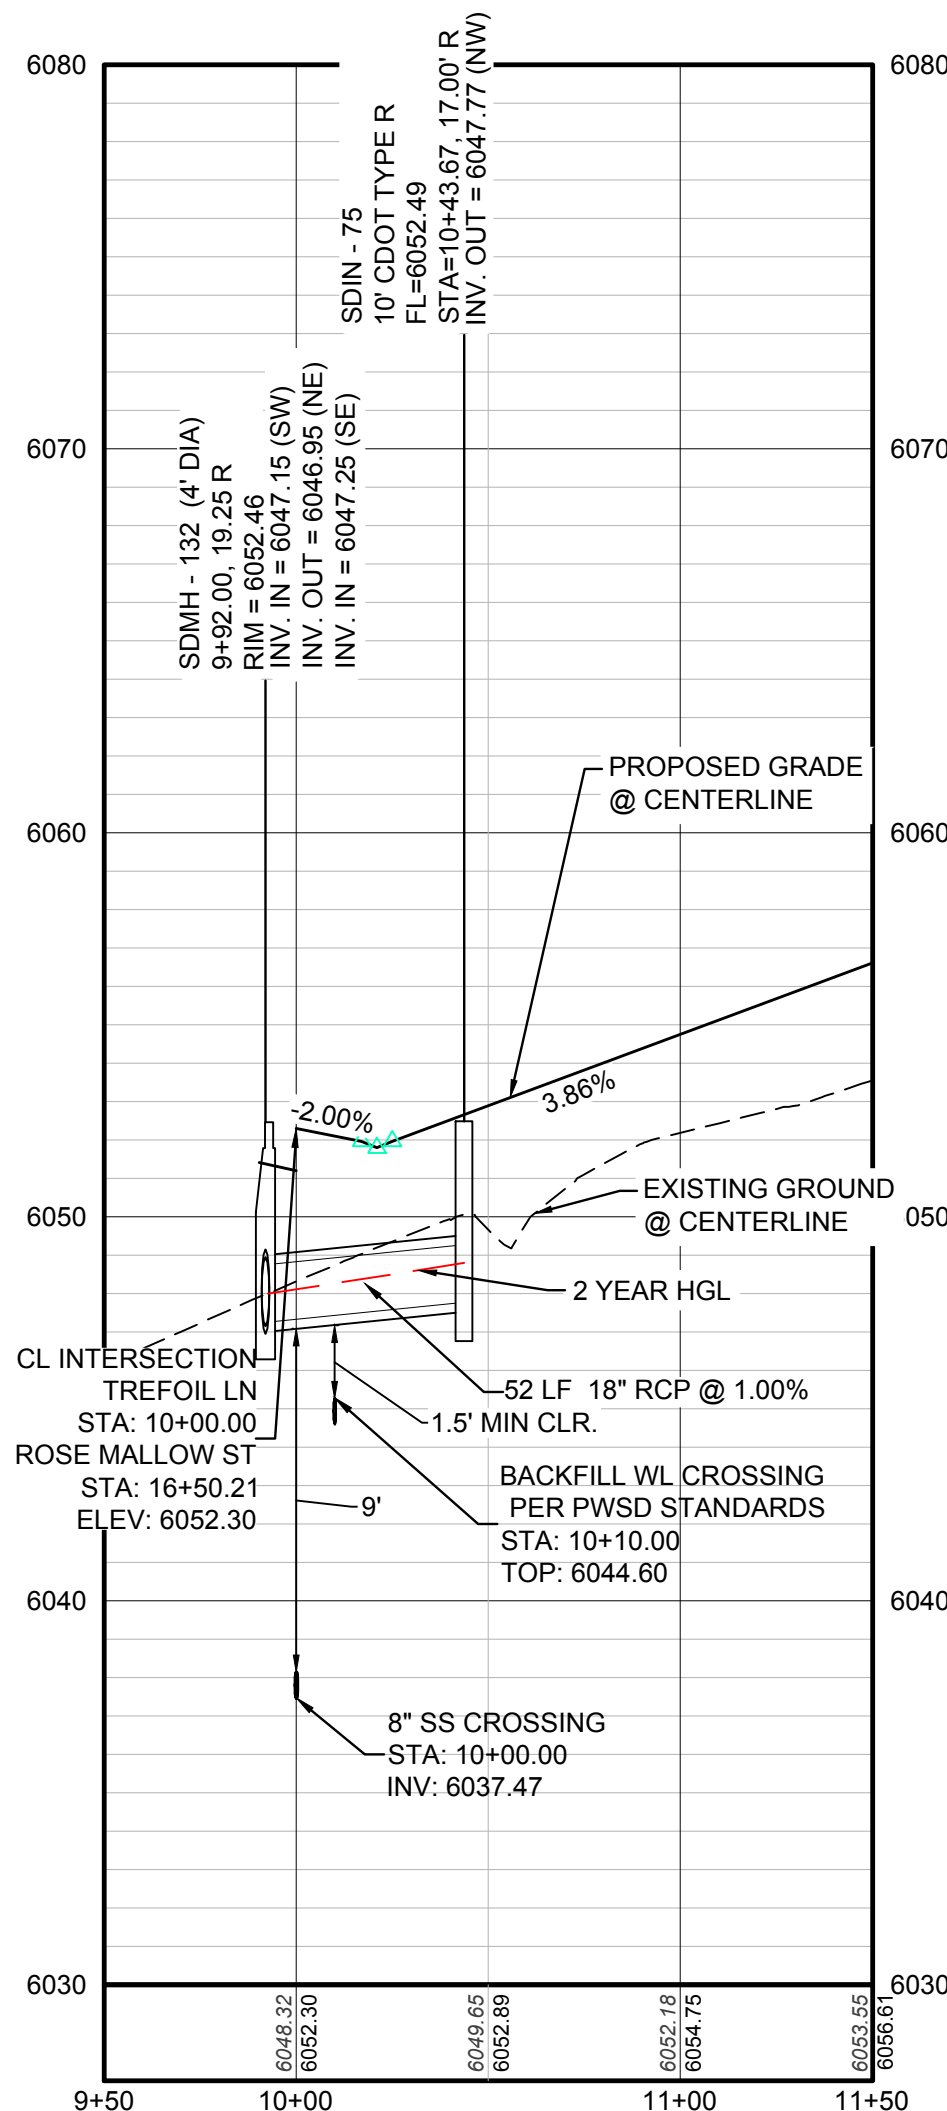 6080
6080
SDIN - 75
10' CDOT TYPE R
FL=6052.49
STA=10+43.67, 17.00' R
INV. OUT = 6047.77 (NW)
SDMH - 132 (4' DIA)
9+92.00, 19.25 R
RIM = 6052.46
INV. IN = 6047.15 (SW)
INV. OUT = 6046.95 (NE)
INV. IN = 6047.25 (SE)
6070
6070
PROPOSED GRADE
@ CENTERLINE
6060
6060
-2.00%
3.86%
EXISTING GROUND
@ CENTERLINE
6050
050
2 YEAR HGL
CL INTERSECTION
TREFOIL LN
STA: 10+00.00
ROSE MALLOW ST
STA: 16+50.21
ELEV: 6052.30
52 LF 18" RCP @ 1.00%
1.5' MIN CLR.
BACKFILL WL CROSSING
PER PWSD STANDARDS
STA: 10+10.00
TOP: 6044.60
9'
6040
6040
8" SS CROSSING
STA: 10+00.00
INV: 6037.47
6030
6030
6048.32
6052.30
6049.65
6052.89
6052.18
6054.75
6053.55
6056.61
9+50
10+00
11+00
11+50